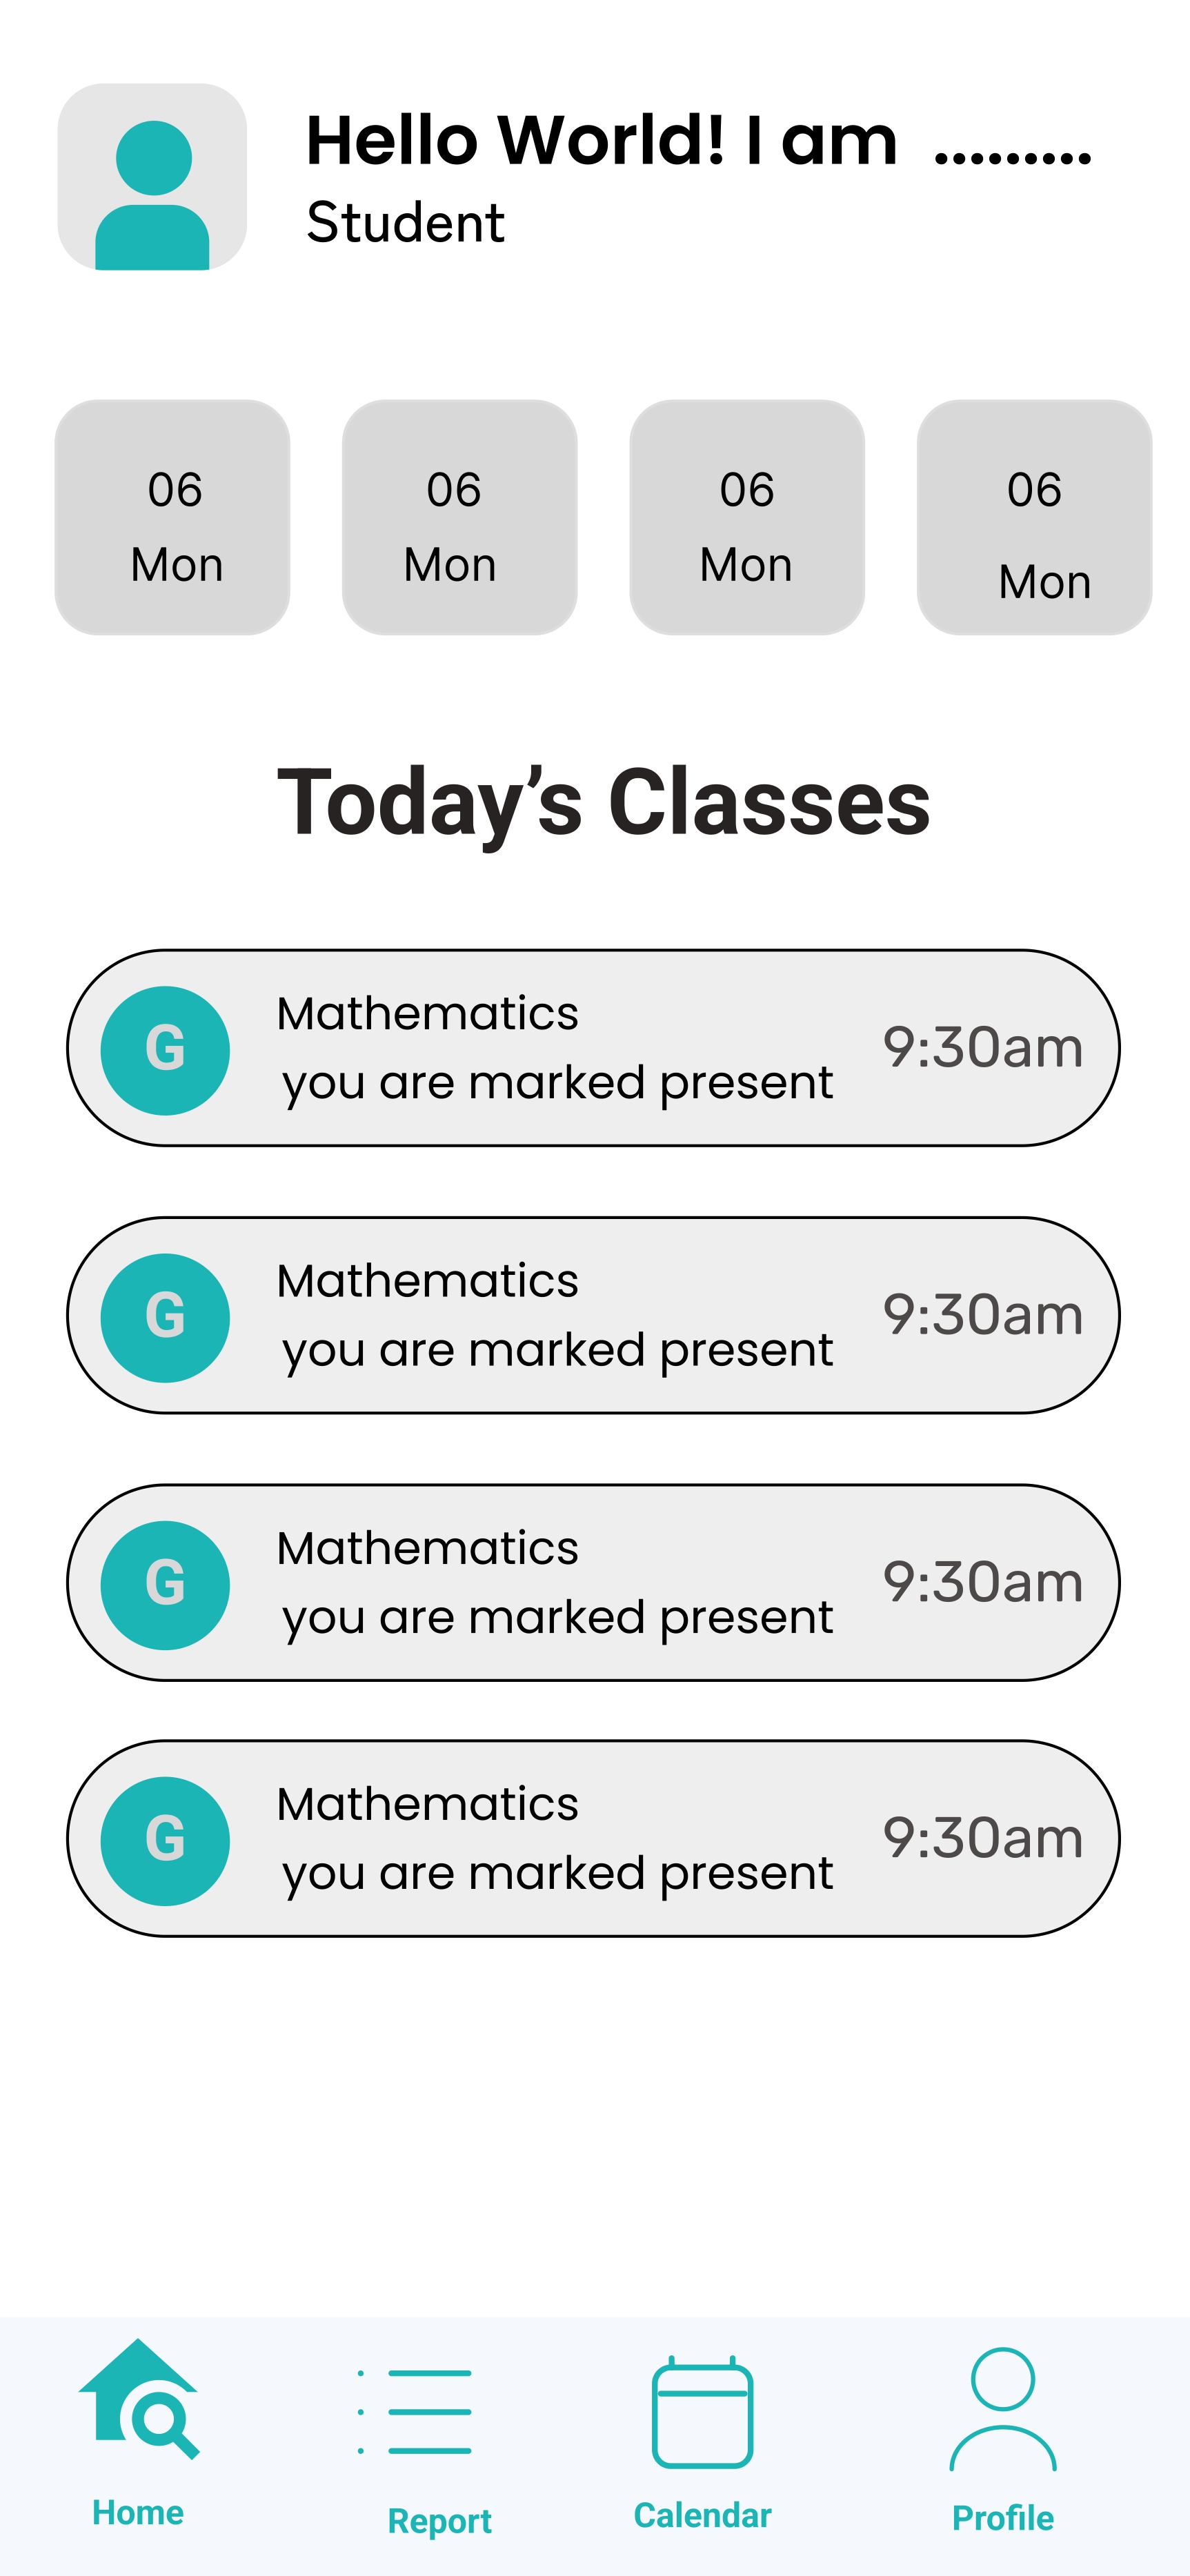 Hello World! I am .........
Student
06 06 06 06
Mon Mon Mon Mon
Today’s Classes
G
Mathematics
you are marked present
9:30am
G
Mathematics
you are marked present
9:30am
G
Mathematics
you are marked present
9:30am
G
Mathematics
you are marked present
9:30am
Home Report Calendar Profile